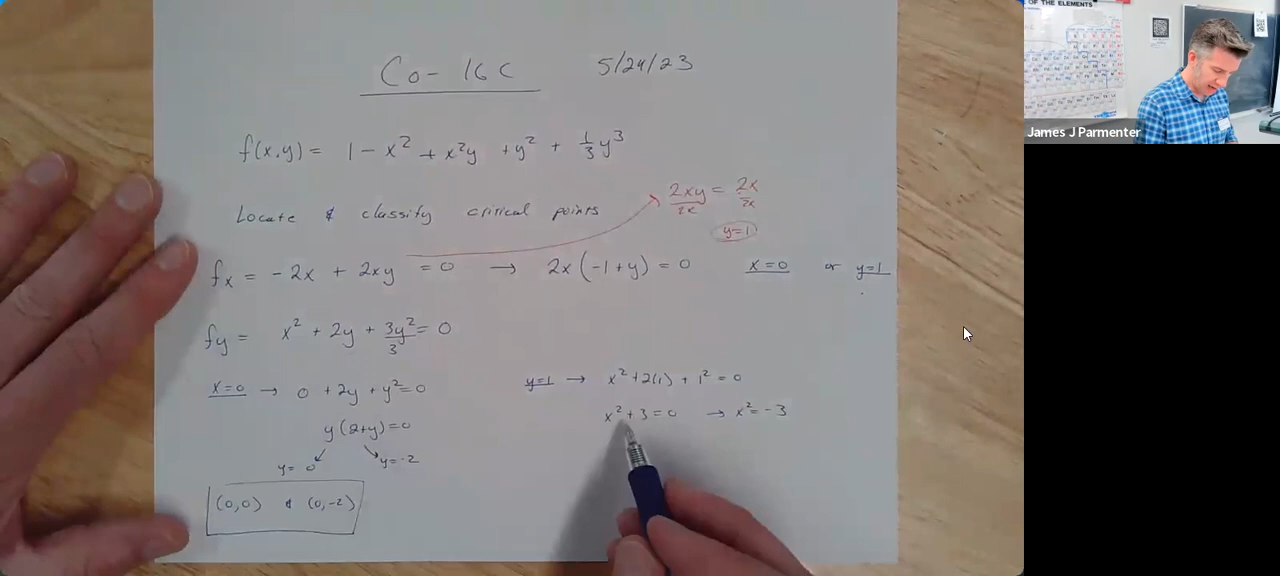 OF THE ELEMENTS
James J Parmenter
Co-16C 5/24/23
f(x,y) = 1 - x² + x²y + y² + 1/3 y³
Locate & classify critical points
2xy/2x = 2x/2x
y=1
fx = -2x + 2xy = 0 → 2x(-1+y) = 0 x=0 or y=1
fy = x² + 2y + 3y²/3 = 0
x=0 → 0 + 2y + y² = 0
y(2+y)=0
y=0 y=-2
(0,0) & (0,-2)
y=1 → x² + 2(1) + 1² = 0
x² + 3 = 0 → x² = -3